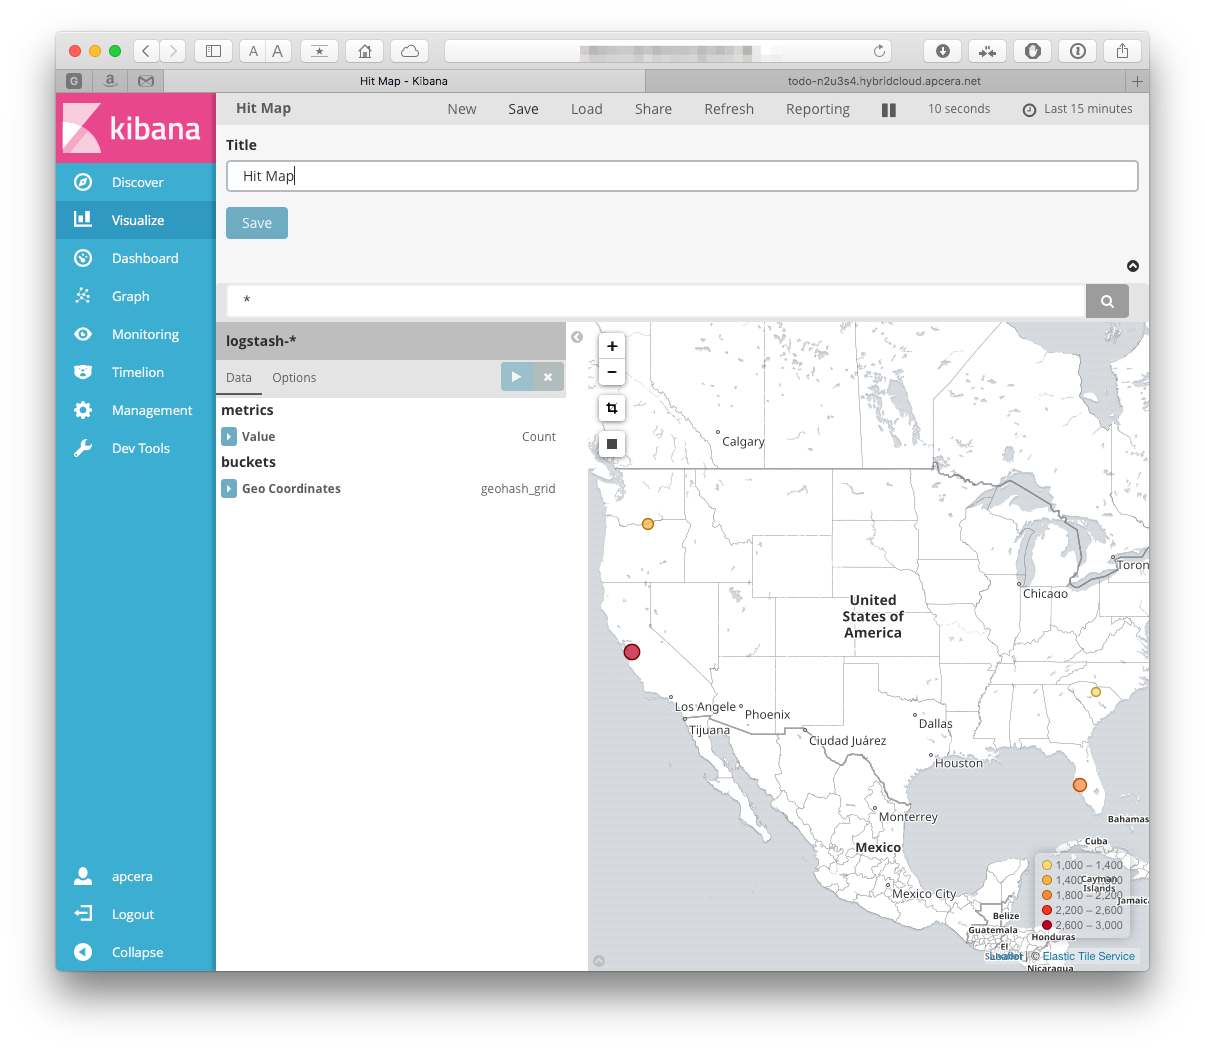 A A
G a Hit Map - Kibana todo-n2u3s4.hybridcloud.apcera.net +
kibana
Hit Map New Save Load Share Refresh Reporting 10 seconds Last 15 minutes
Title
Hit Map
Save
*
Discover
Visualize
Dashboard
Graph
Monitoring
Timelion
Management
Dev Tools
apcera
Logout
Collapse
logstash-*
Data Options
metrics
Value Count
buckets
Geo Coordinates geohash_grid
+
−
Calgary
Toron
Chicago
United
States of
America
Los Angele
Phoenix
Tijuana
Dallas
Ciudad Juárez
Houston
Monterrey
Bahamas
Cuba
Mexico
Mexico City
Cayman
Islands
Jamaica
Belize
Guatemala
Honduras
El
Nicaragua
1,000 – 1,400
1,400
1,800 – 2,200
2,200 – 2,600
2,600 – 3,000
Leaflet | © Elastic Tile Service